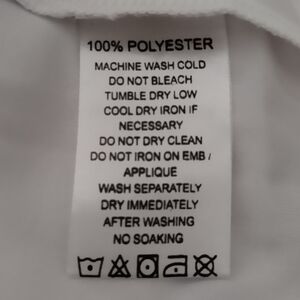 100% POLYESTER
MACHINE WASH COLD
DO NOT BLEACH
TUMBLE DRY LOW
COOL DRY IRON IF
NECESSARY
DO NOT DRY CLEAN
DO NOT IRON ON EMB /
APPLIQUE
WASH SEPARATELY
DRY IMMEDIATELY
AFTER WASHING
NO SOAKING